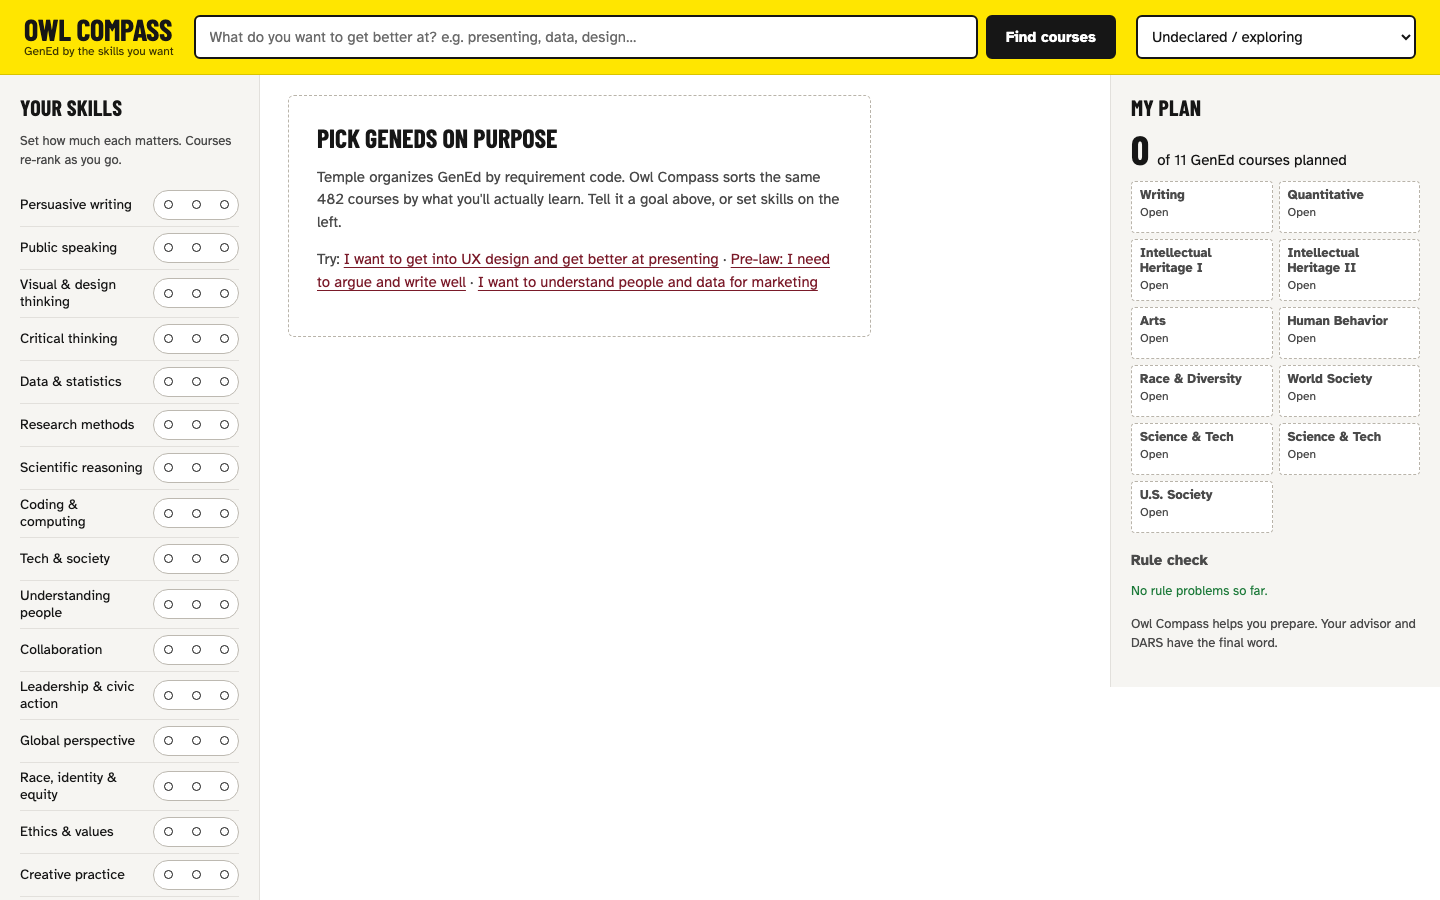 OWL COMPASS
GenEd by the skills you want
What do you want to get better at? e.g. presenting, data, design...
Find courses
Undeclared / exploring
YOUR SKILLS
Set how much each matters. Courses
re-rank as you go.
Persuasive writing
Public speaking
Visual & design
thinking
Critical thinking
Data & statistics
Research methods
Scientific reasoning
Coding &
computing
Tech & society
Understanding
people
Collaboration
Leadership & civic
action
Global perspective
Race, identity &
equity
Ethics & values
Creative practice
PICK GENEDS ON PURPOSE
Temple organizes GenEd by requirement code. Owl Compass sorts the same
482 courses by what you'll actually learn. Tell it a goal above, or set skills on the
left.
Try: I want to get into UX design and get better at presenting · Pre-law: I need
to argue and write well · I want to understand people and data for marketing
MY PLAN
0 of 11 GenEd courses planned
Writing
Open
Quantitative
Open
Intellectual
Heritage I
Open
Intellectual
Heritage II
Open
Arts
Open
Human Behavior
Open
Race & Diversity
Open
World Society
Open
Science & Tech
Open
Science & Tech
Open
U.S. Society
Open
Rule check
No rule problems so far.
Owl Compass helps you prepare. Your advisor and
DARS have the final word.